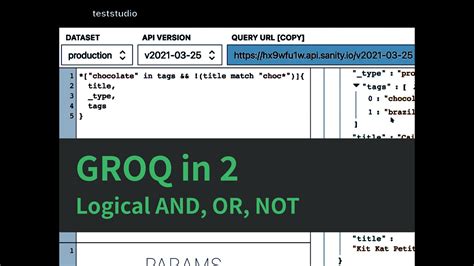 teststudio
DATASET
API VERSION
QUERY URL [COPY]
production
v2021-03-25
https://hx9wfu1w.api.sanity.io/v2021-03-25
1 *["chocolate" in tags && !(title match "choc*")]{
2 title,
3 _type,
4 tags
5 }
"_type" : "pro
"tags" : [
0 : "chocol
1 : "brazil
"title" : "Cai
GROQ in 2
Logical AND, OR, NOT
"title" :
"Kit Kat Petit
1
PARAMS